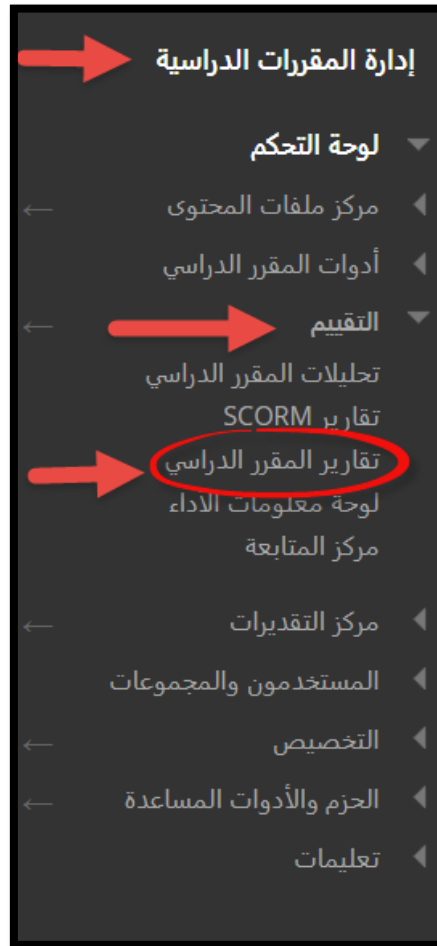 إدارة المقررات الدراسية
لوحة التحكم
مركز ملفات المحتوى
أدوات المقرر الدراسي
التقييم
تحليلات المقرر الدراسي
تقارير SCORM
تقارير المقرر الدراسي
لوحة معلومات الأداء
مركز المتابعة
مركز التقديرات
المستخدمون والمجموعات
التخصيص
الحزم والأدوات المساعدة
تعليمات